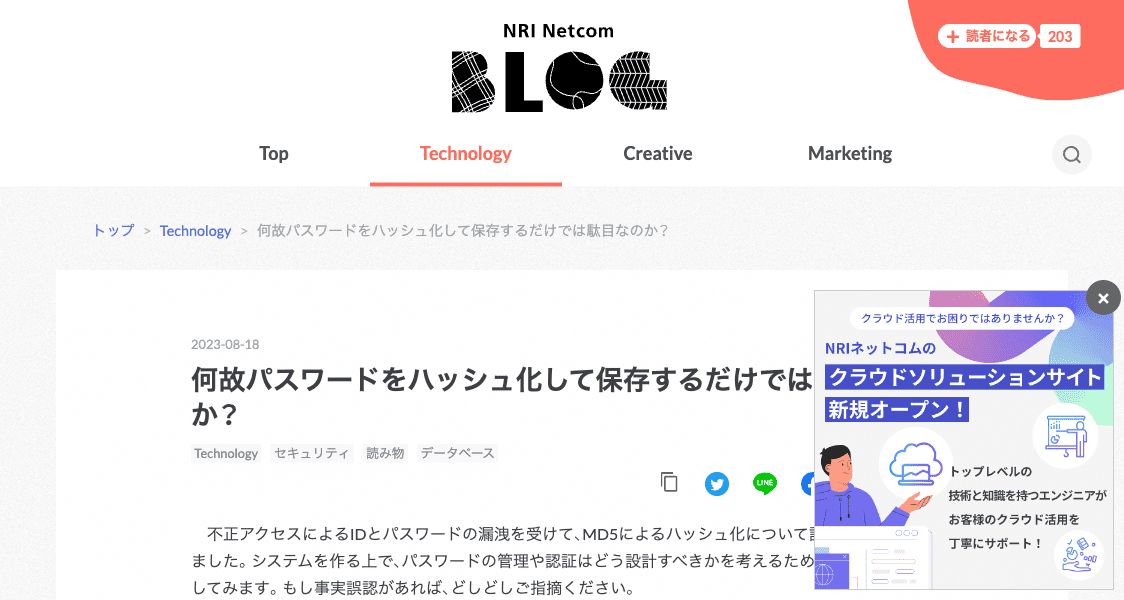 NRI Netcom
BLOG
+ 読者になる 203
Top
Technology
Creative
Marketing
トップ > Technology > 何故パスワードをハッシュ化して保存するだけでは駄目なのか？
2023-08-18
何故パスワードをハッシュ化して保存するだけでは
か？
Technology セキュリティ 読み物 データベース
LINE
不正アクセスによるIDとパスワードの漏洩を受けて、MD5によるハッシュ化について
ました。システムを作る上で、パスワードの管理や認証はどう設計すべきかを考えるため
してみます。もし事実誤認があれば、どしどしご指摘ください。
クラウド活用でお困りではありませんか？
NRIネットコムの
クラウドソリューションサイト
新規オープン！
トップレベルの
技術と知識を持つエンジニアが
お客様のクラウド活用を
丁寧にサポート！